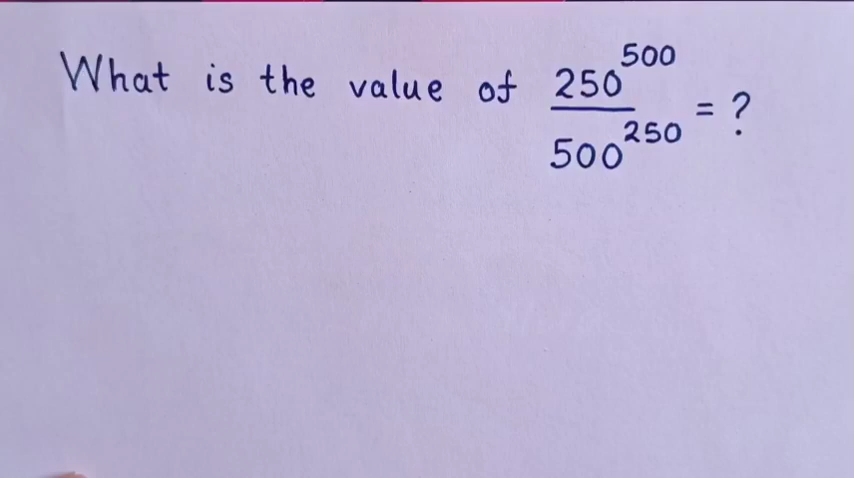 What is the value of 250^500 / 500^250 = ?